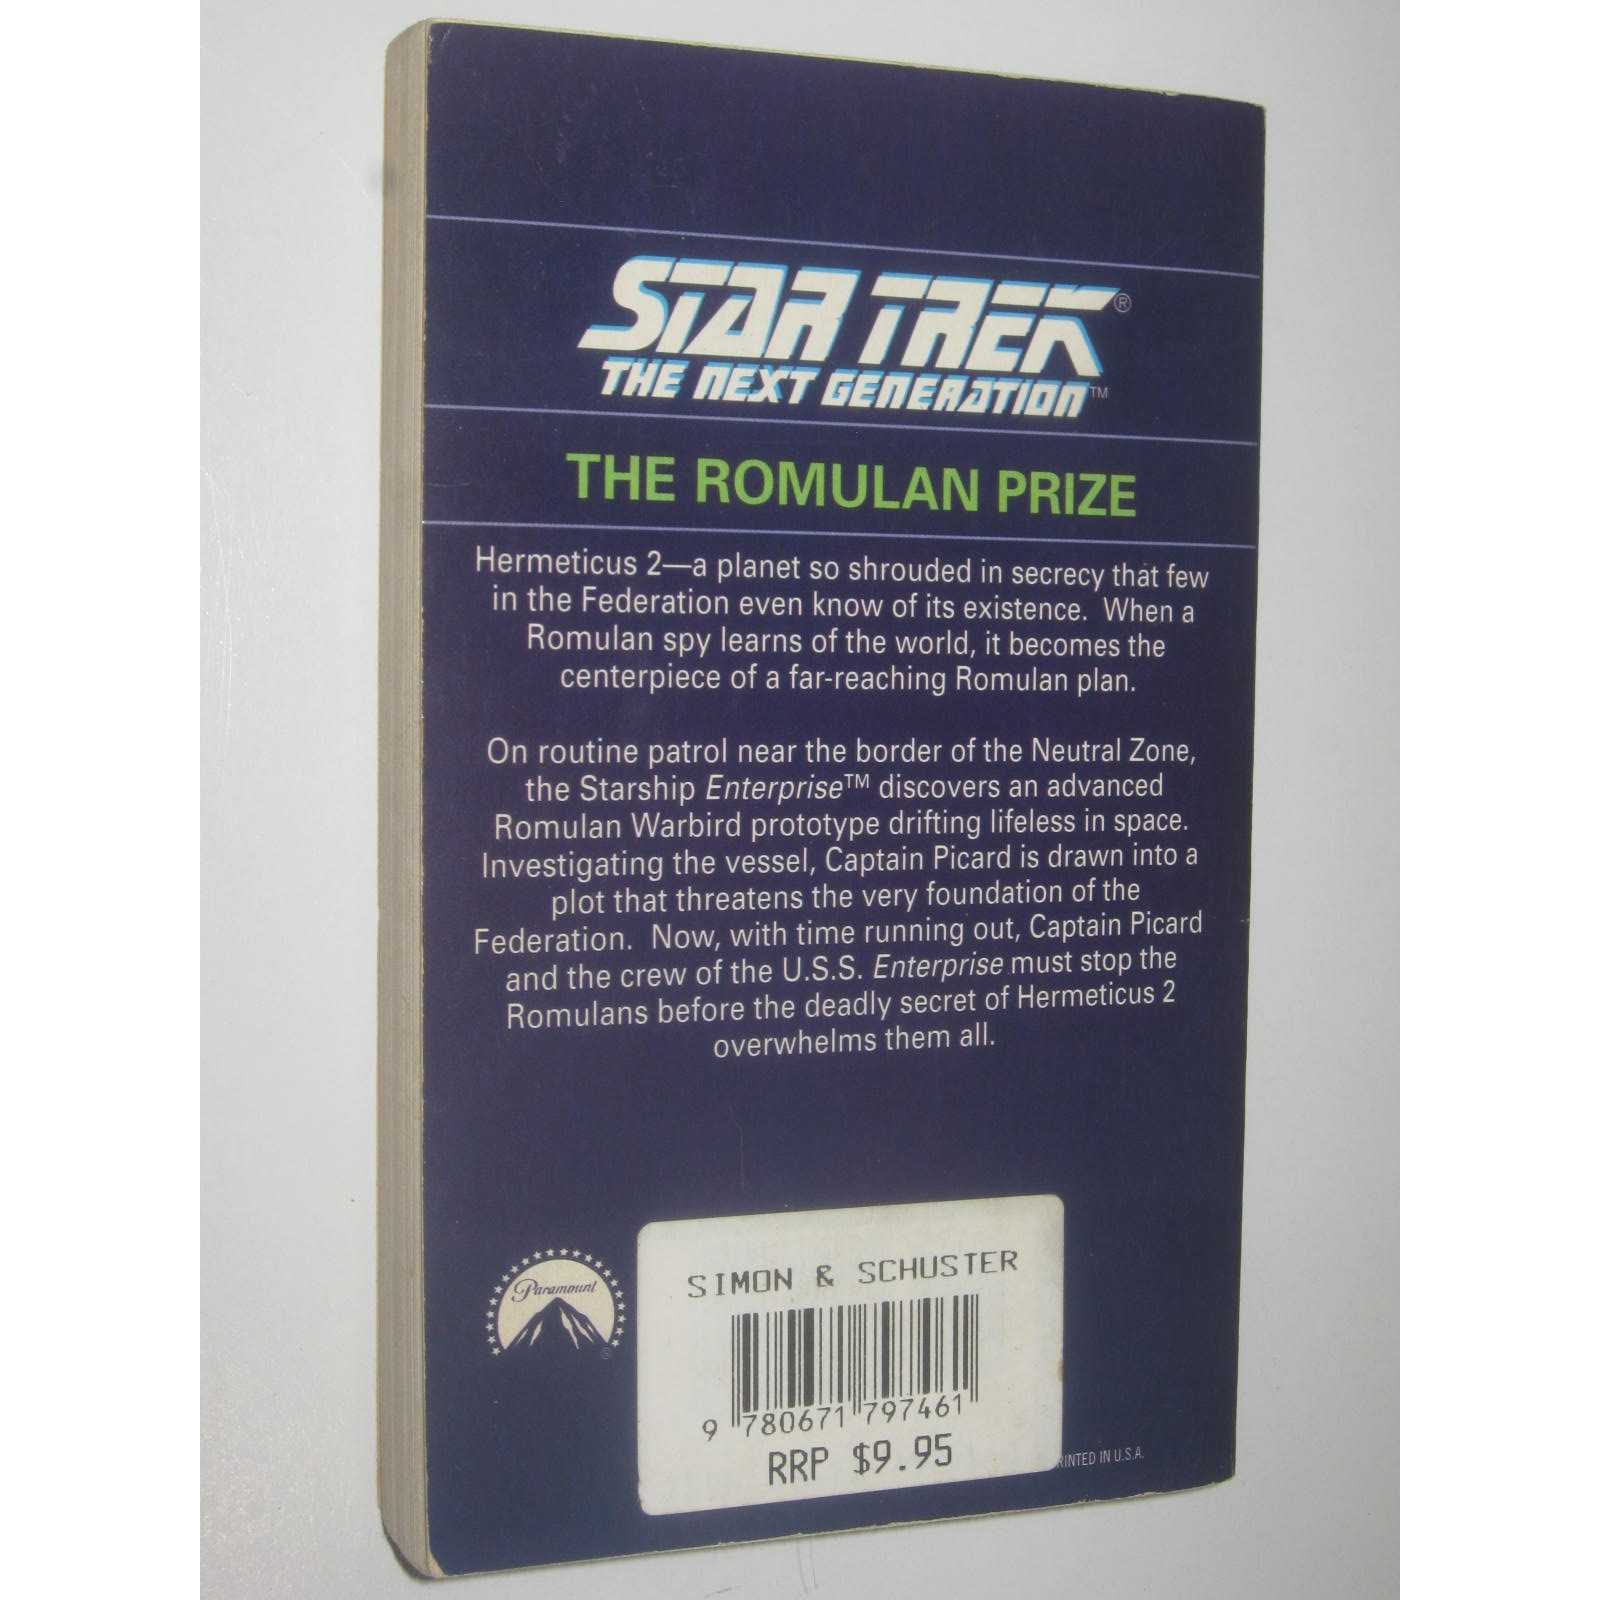 STAR TREK®
THE NEXT GENERATION™
THE ROMULAN PRIZE
Hermeticus 2—a planet so shrouded in secrecy that few
in the Federation even know of its existence. When a
Romulan spy learns of the world, it becomes the
centerpiece of a far-reaching Romulan plan.
On routine patrol near the border of the Neutral Zone,
the Starship Enterprise™ discovers an advanced
Romulan Warbird prototype drifting lifeless in space.
Investigating the vessel, Captain Picard is drawn into a
plot that threatens the very foundation of the
Federation. Now, with time running out, Captain Picard
and the crew of the U.S.S. Enterprise must stop the
Romulans before the deadly secret of Hermeticus 2
overwhelms them all.
Paramount
SIMON & SCHUSTER
9 780671 797461
RRP $9.95
RINTED IN U.S.A.